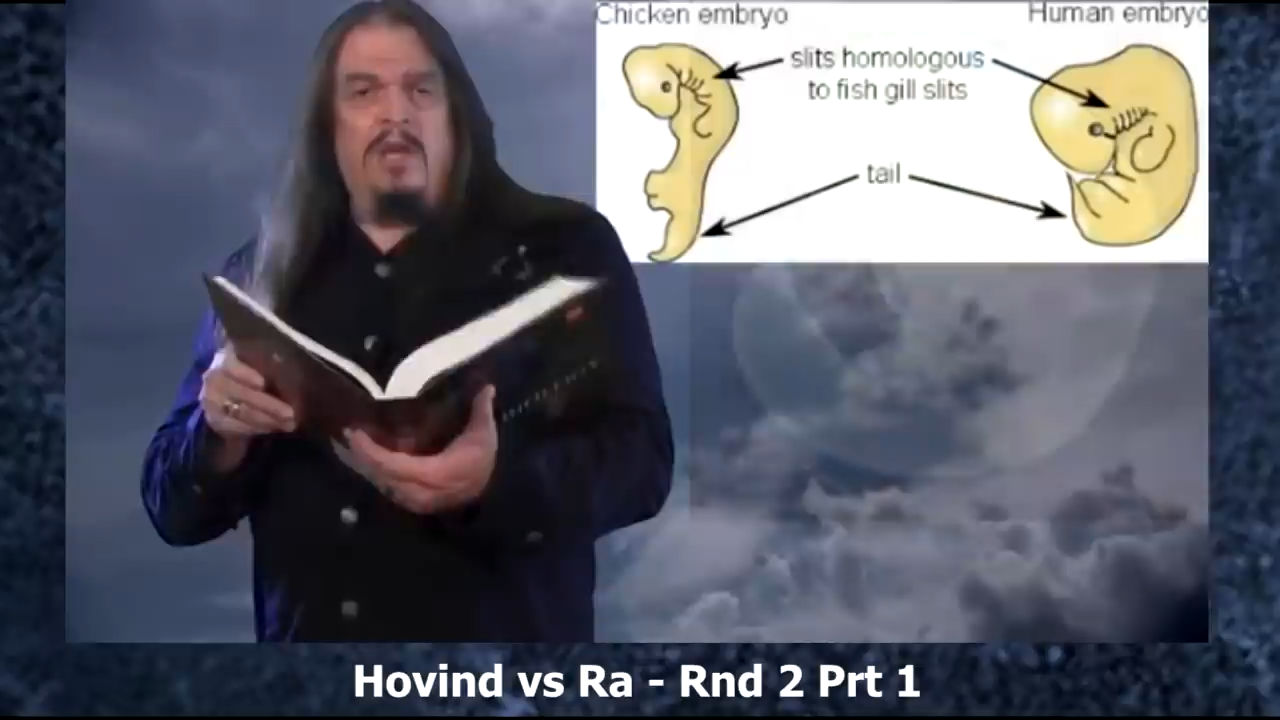 Chicken embryo
Human embryo
slits homologous
to fish gill slits
tail
Hovind vs Ra - Rnd 2 Prt 1